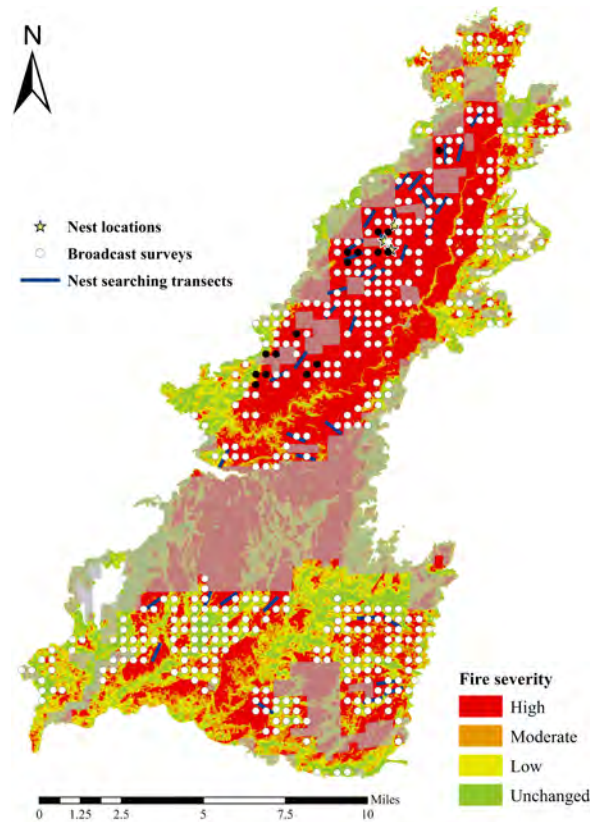 N
Nest locations
Broadcast surveys
Nest searching transects
Fire severity
High
Moderate
Low
Unchanged
Miles
0 1.25 2.5 5 7.5 10